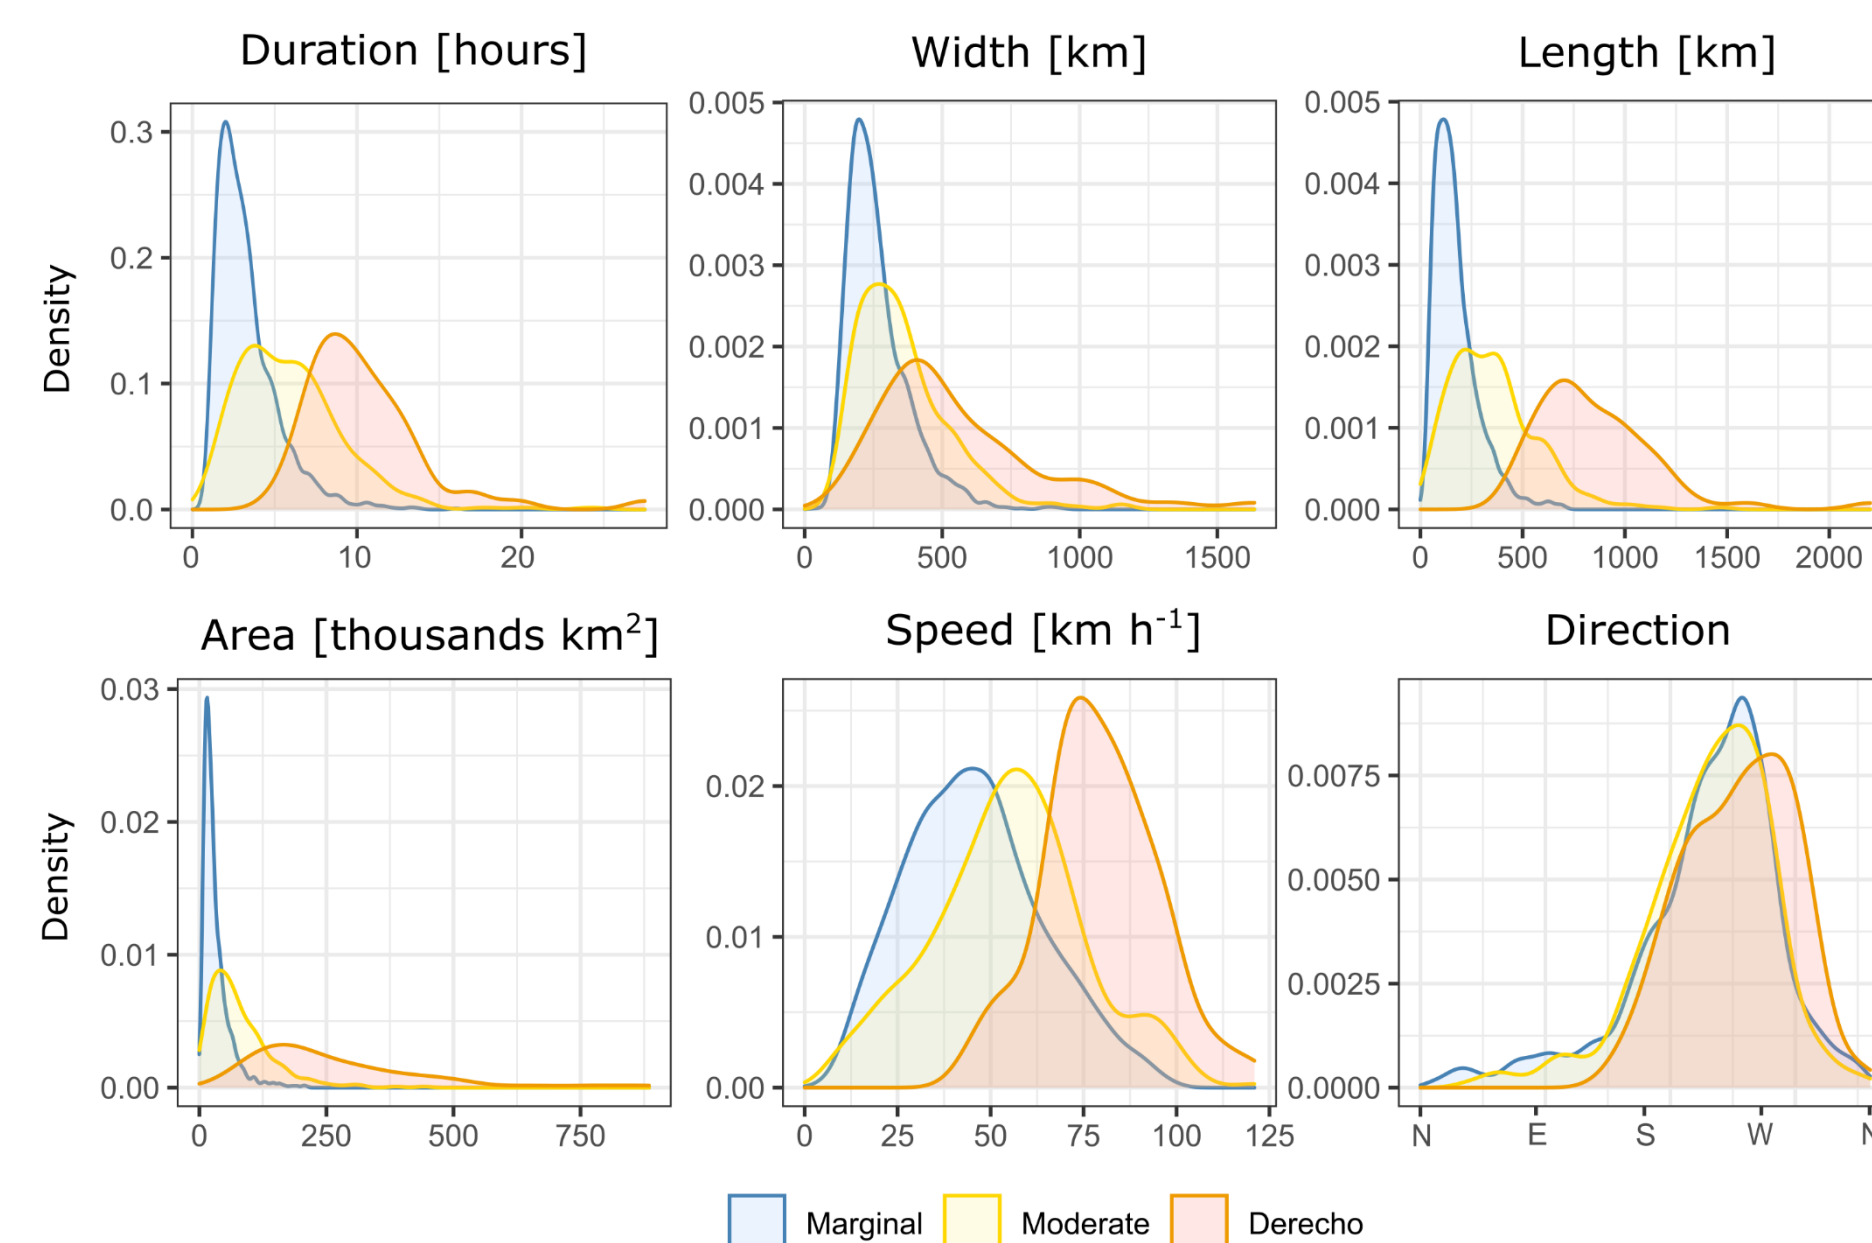 Duration [hours] Width [km] Length [km]
Density
0.3
0.2
0.1
0.0
0 10 20
0.005
0.004
0.003
0.002
0.001
0.000
0 500 1000 1500
0.005
0.004
0.003
0.002
0.001
0.000
0 500 1000 1500 2000
Area [thousands km²] Speed [km h⁻¹] Direction
Density
0.03
0.02
0.01
0.00
0 250 500 750
0.02
0.01
0.00
0 25 50 75 100 125
0.0075
0.0050
0.0025
0.0000
N E S W N
Marginal Moderate Derecho